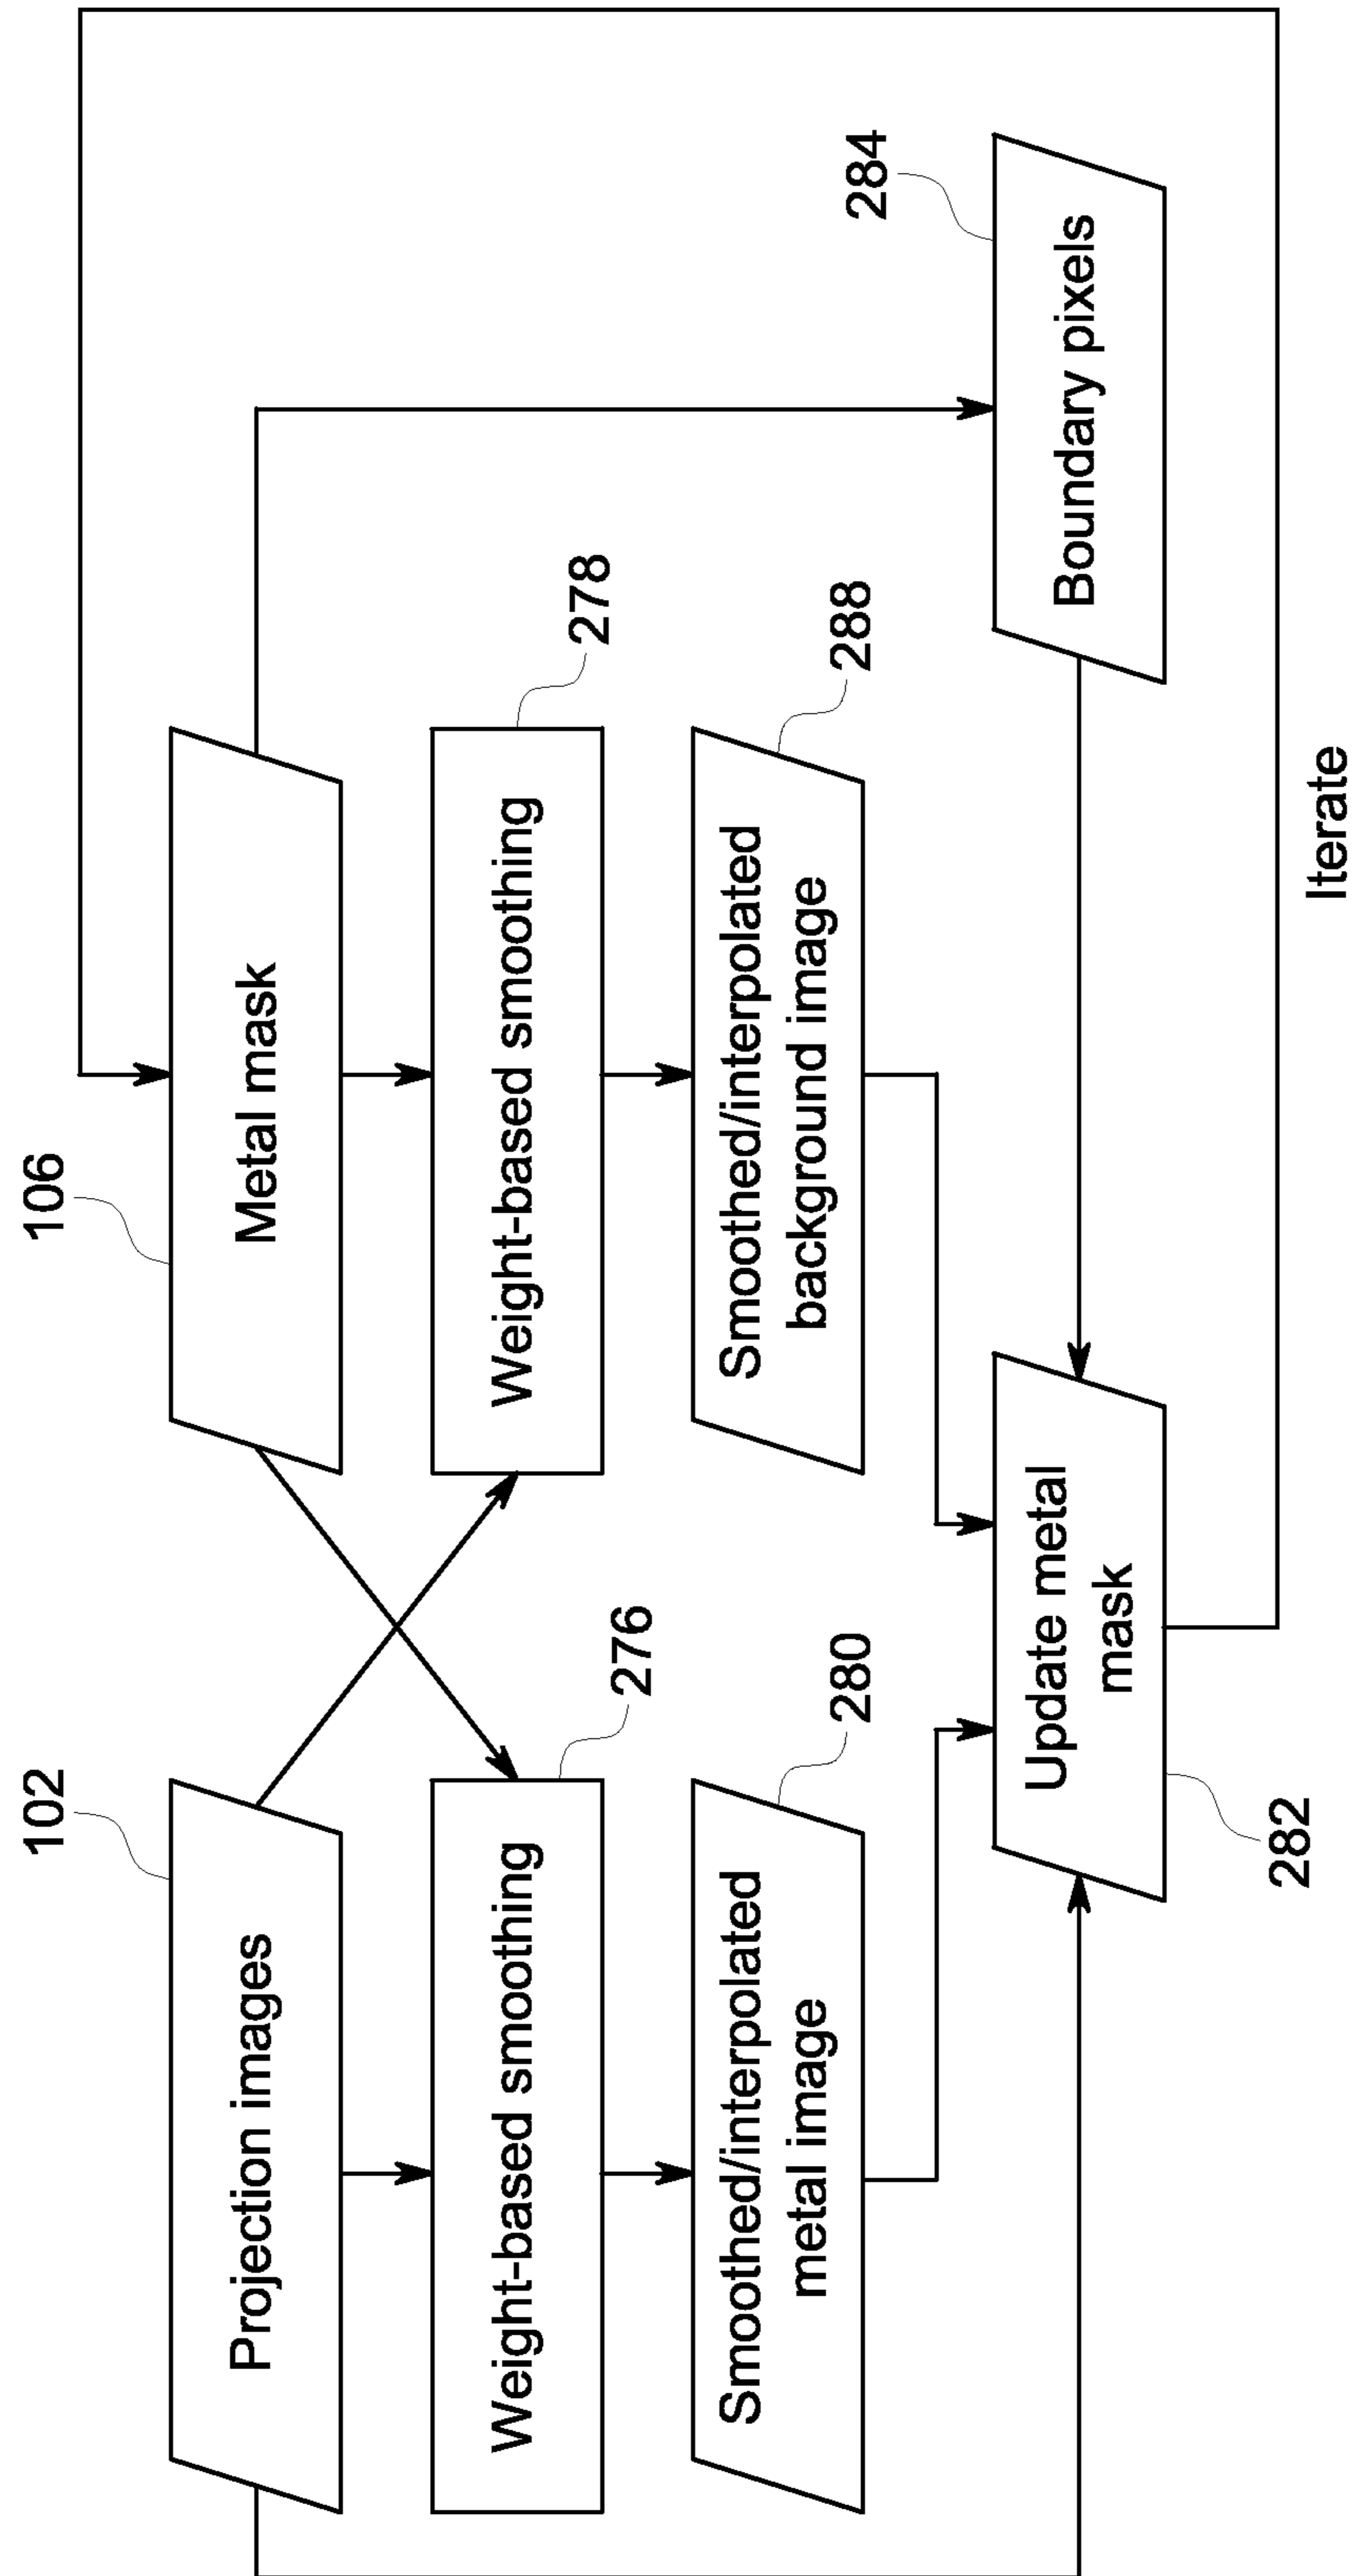 102
106
Projection images
Metal mask
276
278
Weight-based smoothing
Weight-based smoothing
280
288
284
Smoothed/interpolated
metal image
Smoothed/interpolated
background image
Update metal
mask
Boundary pixels
282
Iterate